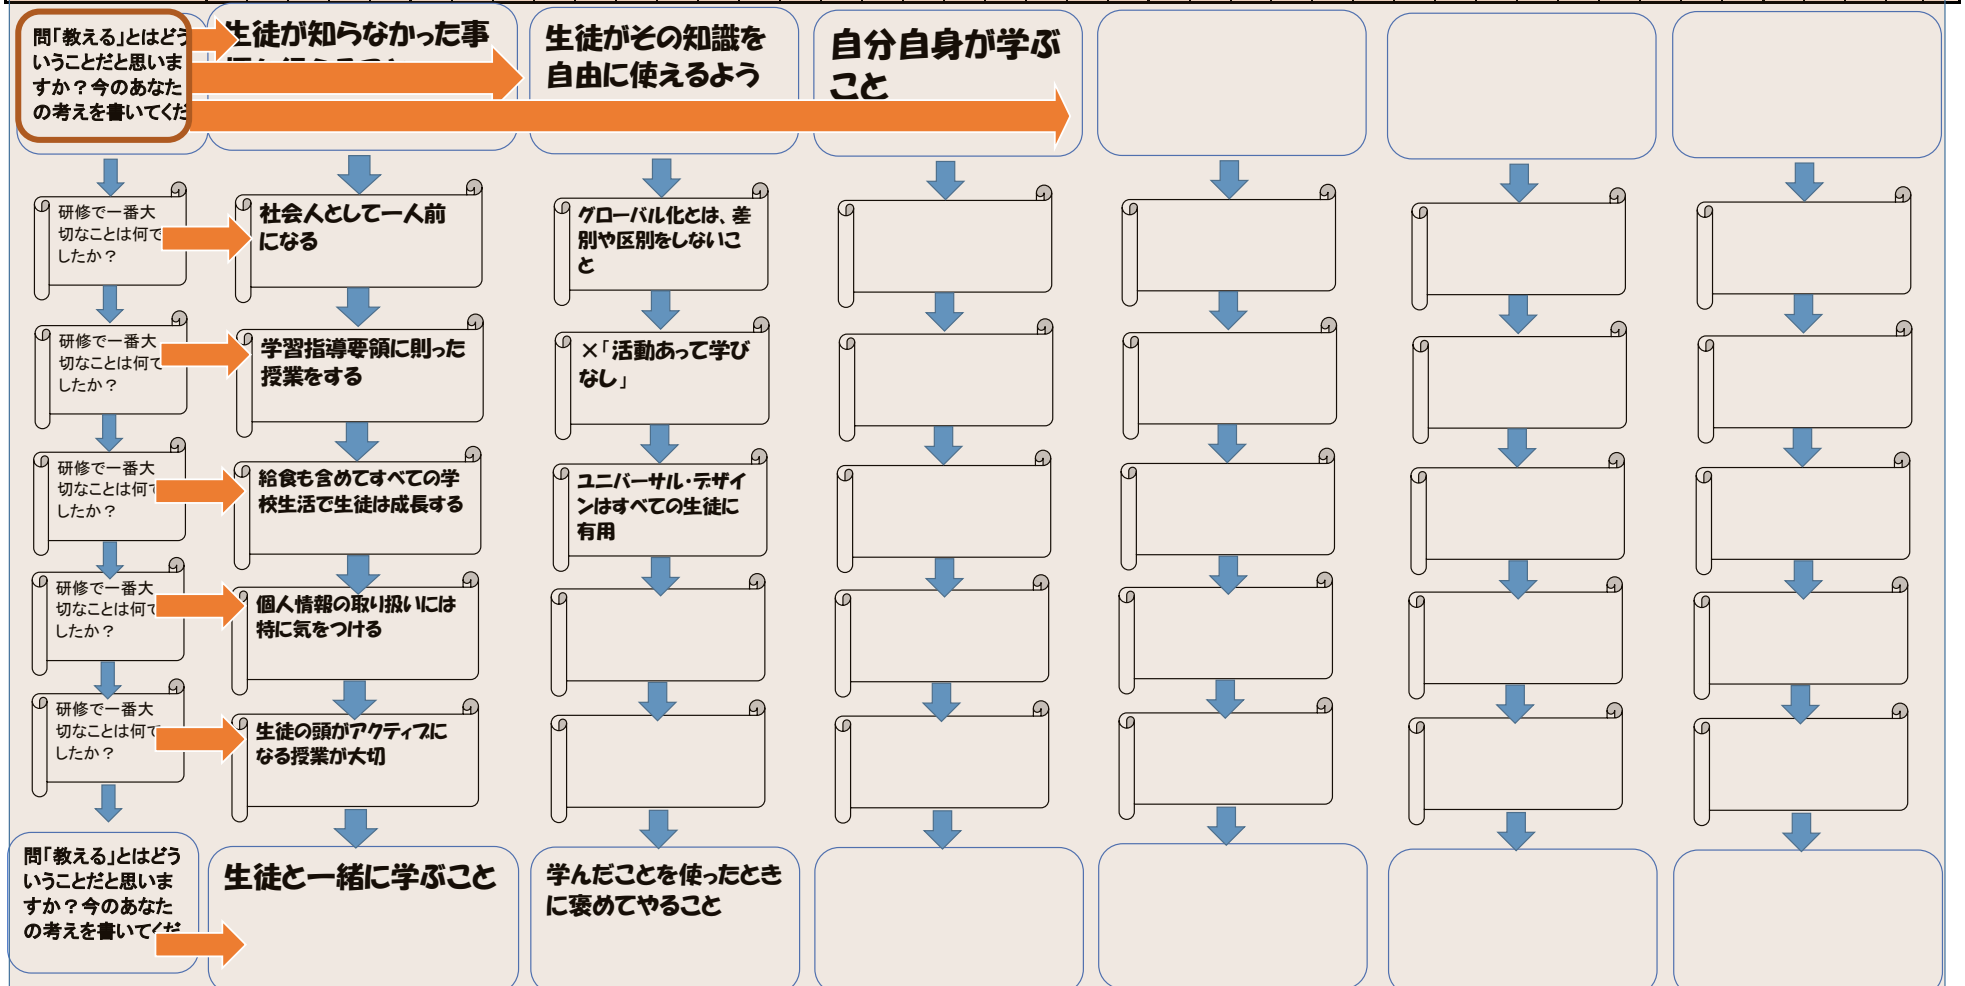 問「教える」とはどう
いうことだと思いま
すか？今のあなた
の考えを書いてくだ
生徒が知らなかった事
生徒がその知識を
自由に使えるよう
自分自身が学ぶ
こと
研修で一番大
切なことは何で
したか？
社会人として一人前
になる
グローバル化とは、差
別や区別をしないこ
と
研修で一番大
切なことは何で
したか？
学習指導要領に則った
授業をする
×「活動あって学び
なし」
研修で一番大
切なことは何で
したか？
給食も含めてすべての学
校生活で生徒は成長する
ユニバーサル・デザイ
ンはすべての生徒に
有用
研修で一番大
切なことは何で
したか？
個人情報の取り扱いには
特に気をつける
研修で一番大
切なことは何で
したか？
生徒の頭がアクティブに
なる授業が大切
問「教える」とはどう
いうことだと思いま
すか？今のあなた
の考えを書いてくだ
生徒と一緒に学ぶこと
学んだことを使ったとき
に褒めてやること